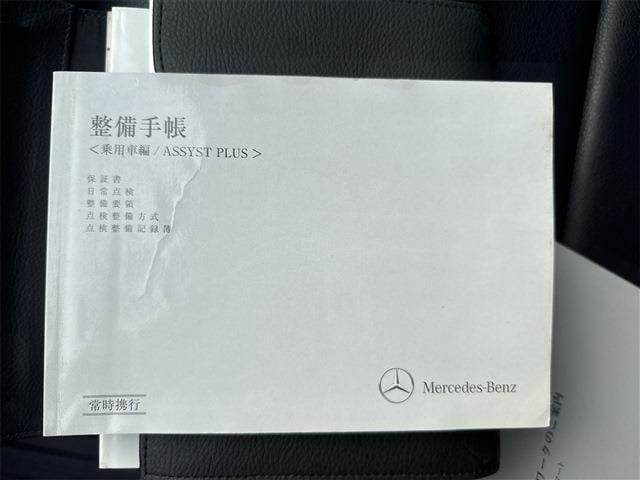 整備手帳
＜乗用車編 / ASSYST PLUS＞
保証書
日常点検
整備要領
点検整備方式
点検整備記録簿
Mercedes-Benz
常時携行